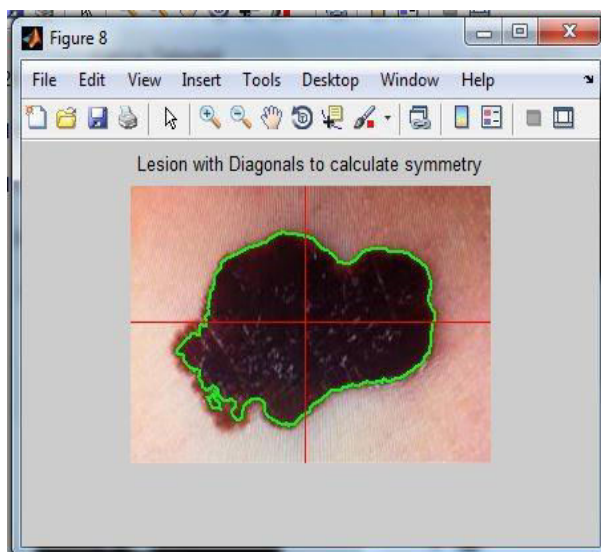 Figure 8
File Edit View Insert Tools Desktop Window Help
Lesion with Diagonals to calculate symmetry